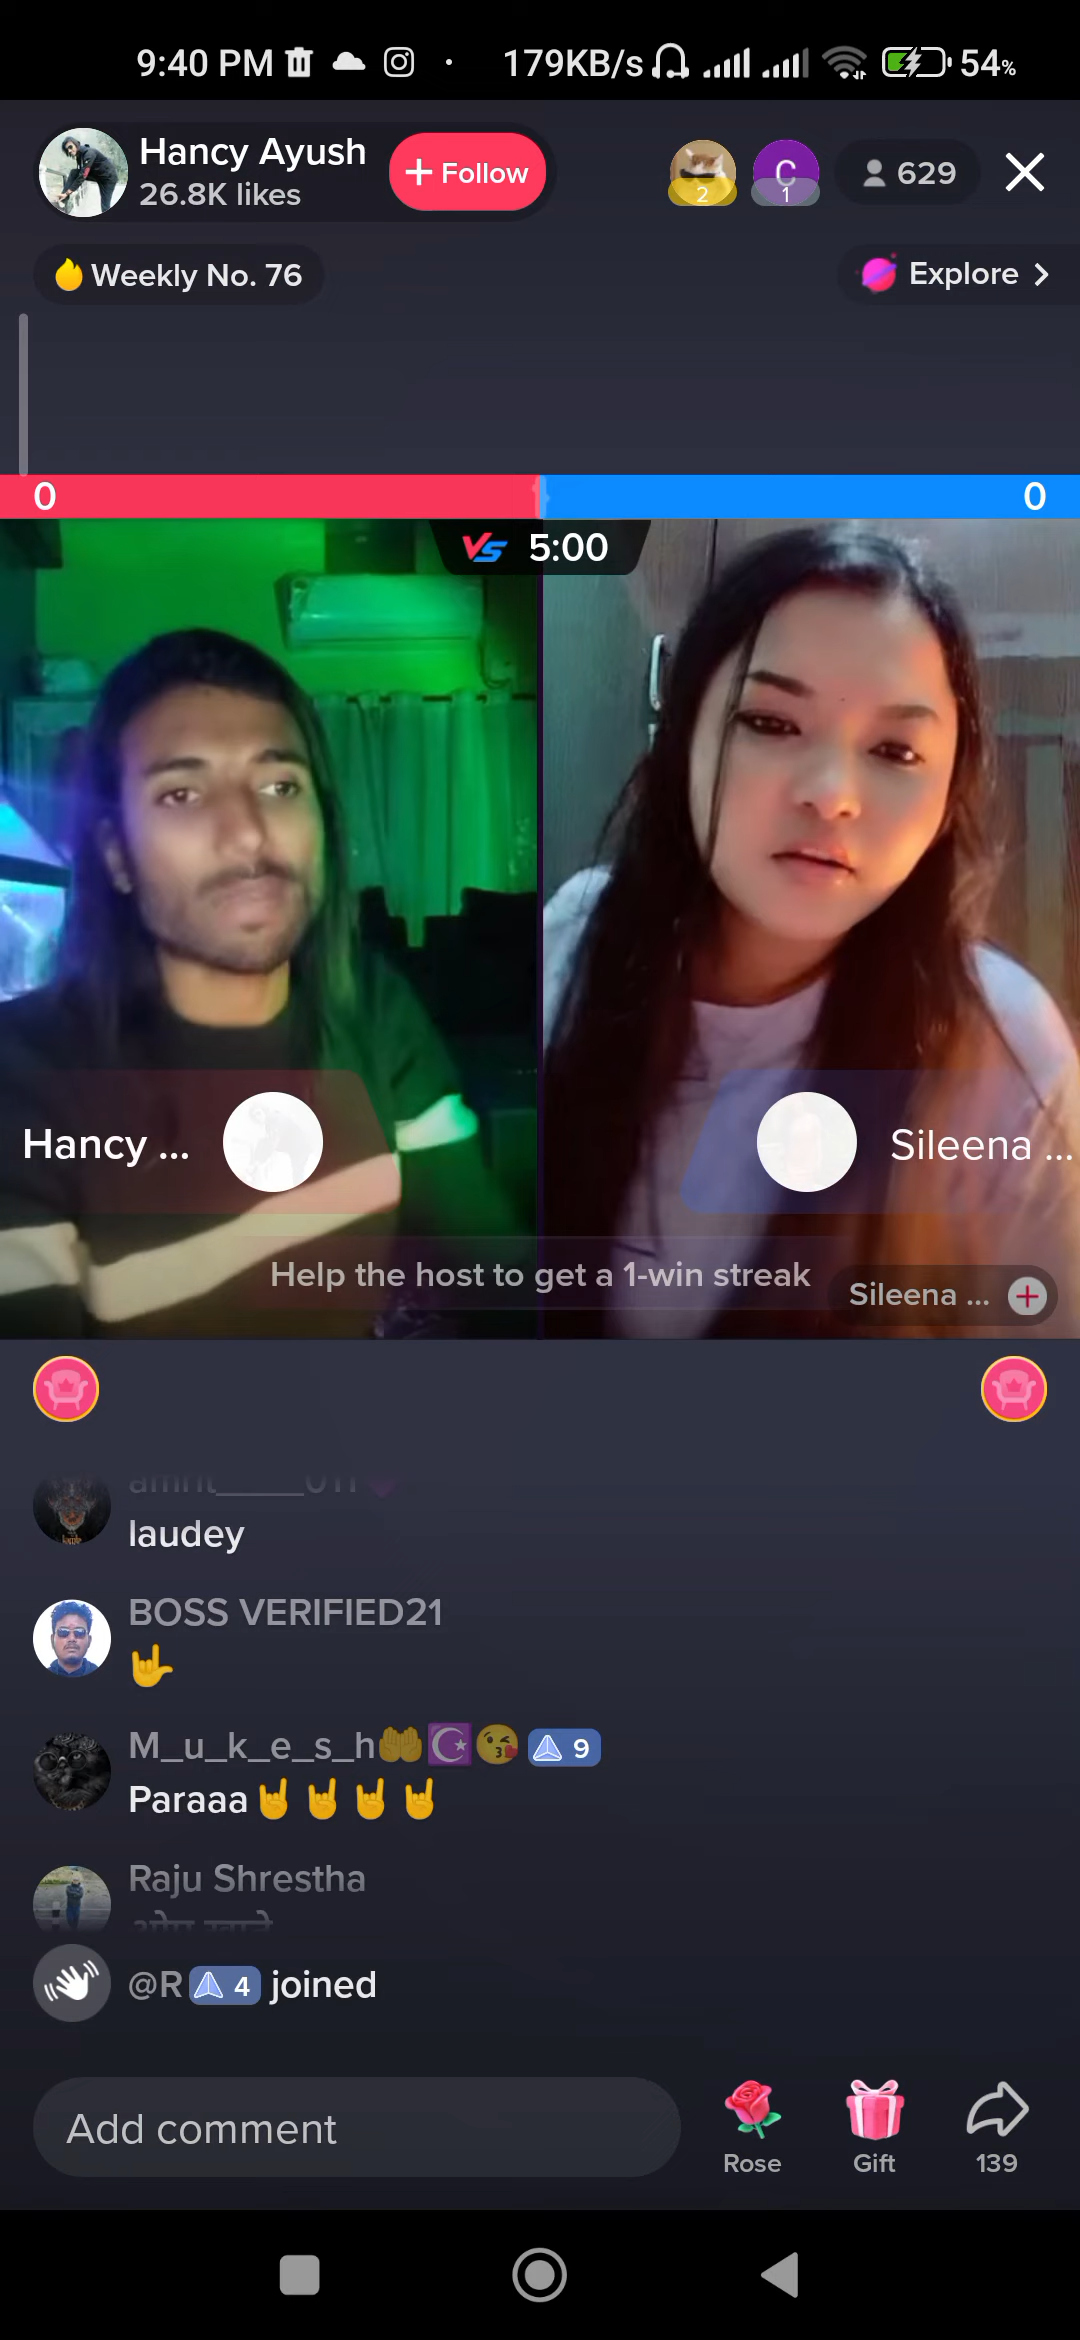 9:40 PM
179KB/s
54%
Hancy Ayush
26.8K likes
+ Follow
2
C
1
629
Weekly No. 76
Explore >
0
0
VS 5:00
Hancy ...
Sileena ...
Help the host to get a 1-win streak
Sileena ...
laudey
BOSS VERIFIED21
🤟
M_u_k_e_s_h🤲☪️😘 9
Paraaa🤘🤘🤘🤘
Raju Shrestha
@R 4 joined
Add comment
Rose
Gift
139